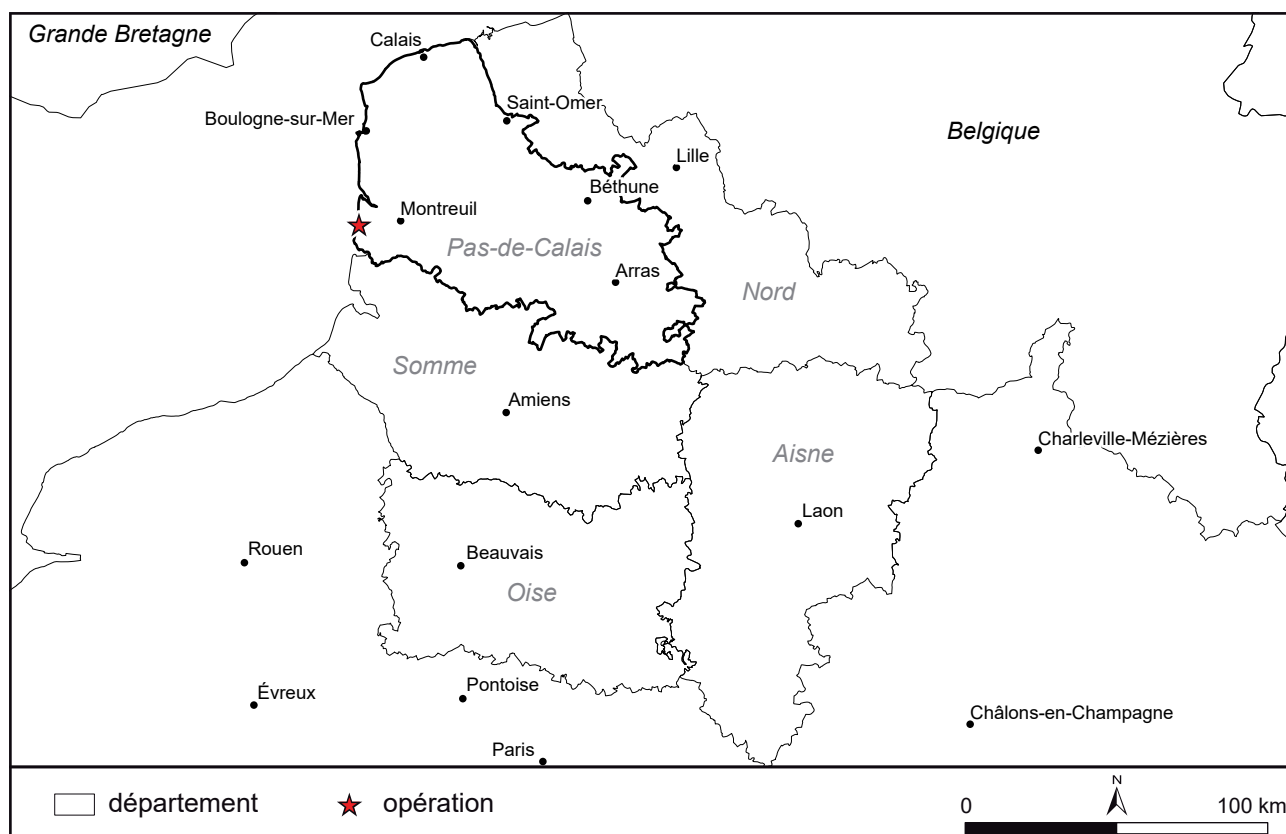 Grande Bretagne
Calais
Saint-Omer
Boulogne-sur-Mer
Belgique
Lille
Béthune
Montreuil
Pas-de-Calais
Arras
Nord
Somme
Amiens
Charleville-Mézières
Aisne
Laon
Rouen
Beauvais
Oise
Évreux
Pontoise
Châlons-en-Champagne
Paris
département
opération
N
0
100 km